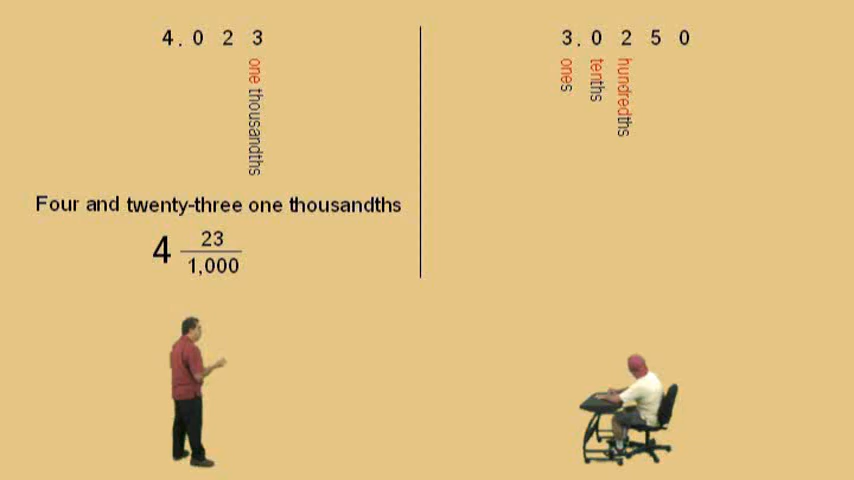 4.023
one thousandths
Four and twenty-three one thousandths
4 23
1,000
3.0250
ones
tenths
hundredths